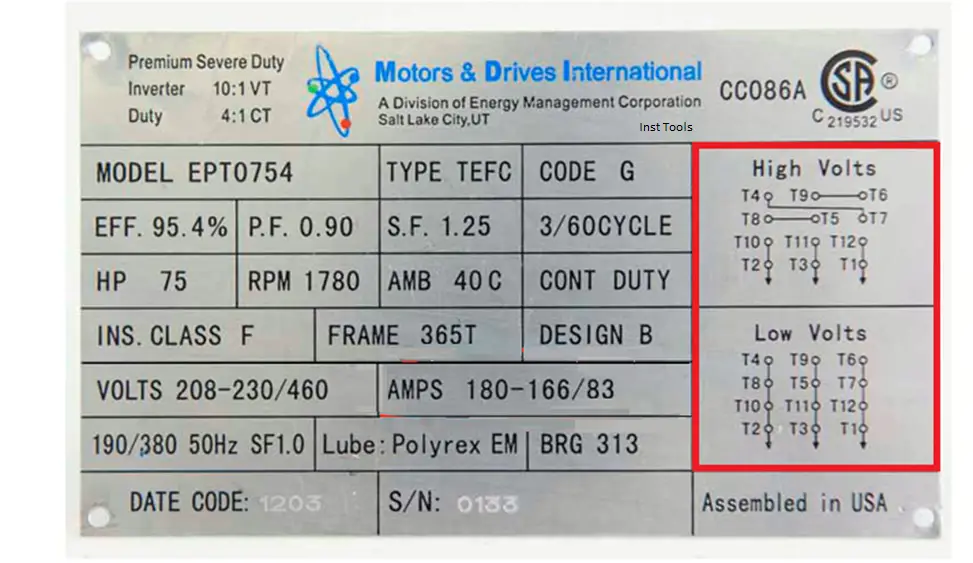 Premium Severe Duty
Inverter 10:1 VT
Duty 4:1 CT
Motors & Drives International
A Division of Energy Management Corporation
Salt Lake City,UT
Inst Tools
CC086A
SA ®
C 219532 US
MODEL EPT0754
TYPE TEFC
CODE G
EFF. 95.4%
P.F. 0.90
S.F. 1.25
3/60CYCLE
HP 75
RPM 1780
AMB 40C
CONT DUTY
INS. CLASS F
FRAME 365T
DESIGN B
VOLTS 208-230/460
AMPS 180-166/83
190/380 50Hz SF1.0
Lube: Polyrex EM
BRG 313
High Volts
T4 T9 T6
T8 T5 T7
T10 T11 T12
T2 T3 T1
Low Volts
T4 T9 T6
T8 T5 T7
T10 T11 T12
T2 T3 T1
DATE CODE: 1203
S/N: 0133
Assembled in USA